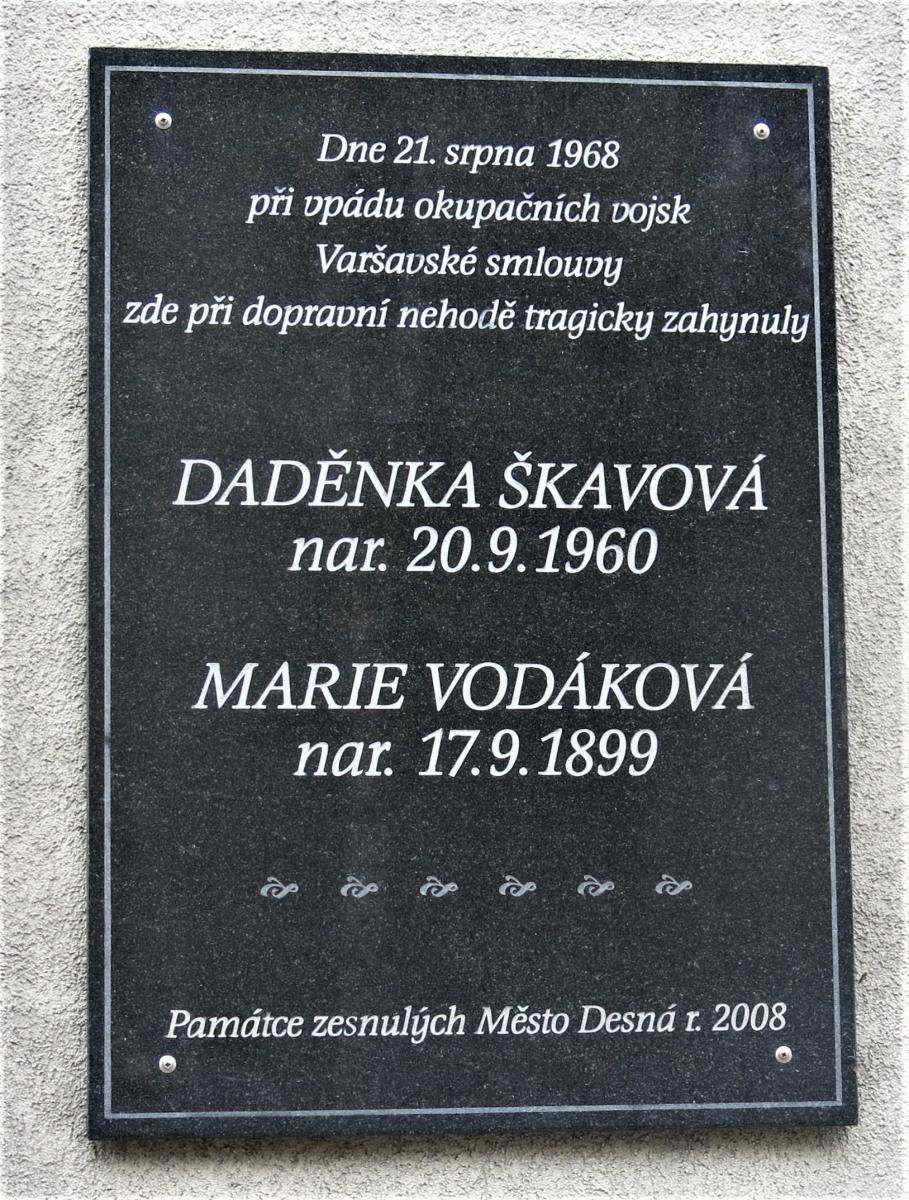 Dne 21. srpna 1968
při vpádu okupačních vojsk
Varšavské smlouvy
zde při dopravní nehodě tragicky zahynuly
DADĚNKA ŠKAVOVÁ
nar. 20.9.1960
MARIE VODÁKOVÁ
nar. 17.9.1899
Památce zesnulých Město Desná r. 2008